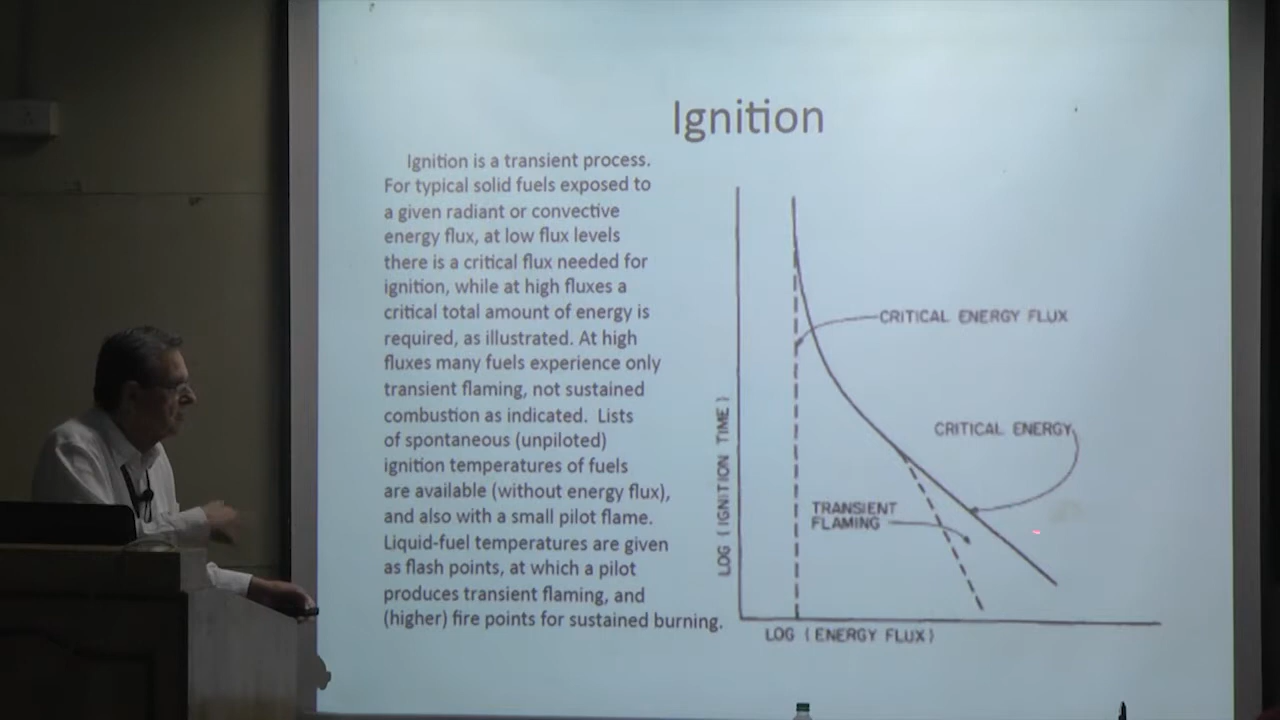 Ignition
Ignition is a transient process.
For typical solid fuels exposed to
a given radiant or convective
energy flux, at low flux levels
there is a critical flux needed for
ignition, while at high fluxes a
critical total amount of energy is
required, as illustrated. At high
fluxes many fuels experience only
transient flaming, not sustained
combustion as indicated. Lists
of spontaneous (unpiloted)
ignition temperatures of fuels
are available (without energy flux),
and also with a small pilot flame.
Liquid-fuel temperatures are given
as flash points, at which a pilot
produces transient flaming, and
(higher) fire points for sustained burning.
LOG (IGNITION TIME)
CRITICAL ENERGY FLUX
CRITICAL ENERGY
TRANSIENT
FLAMING
LOG (ENERGY FLUX)